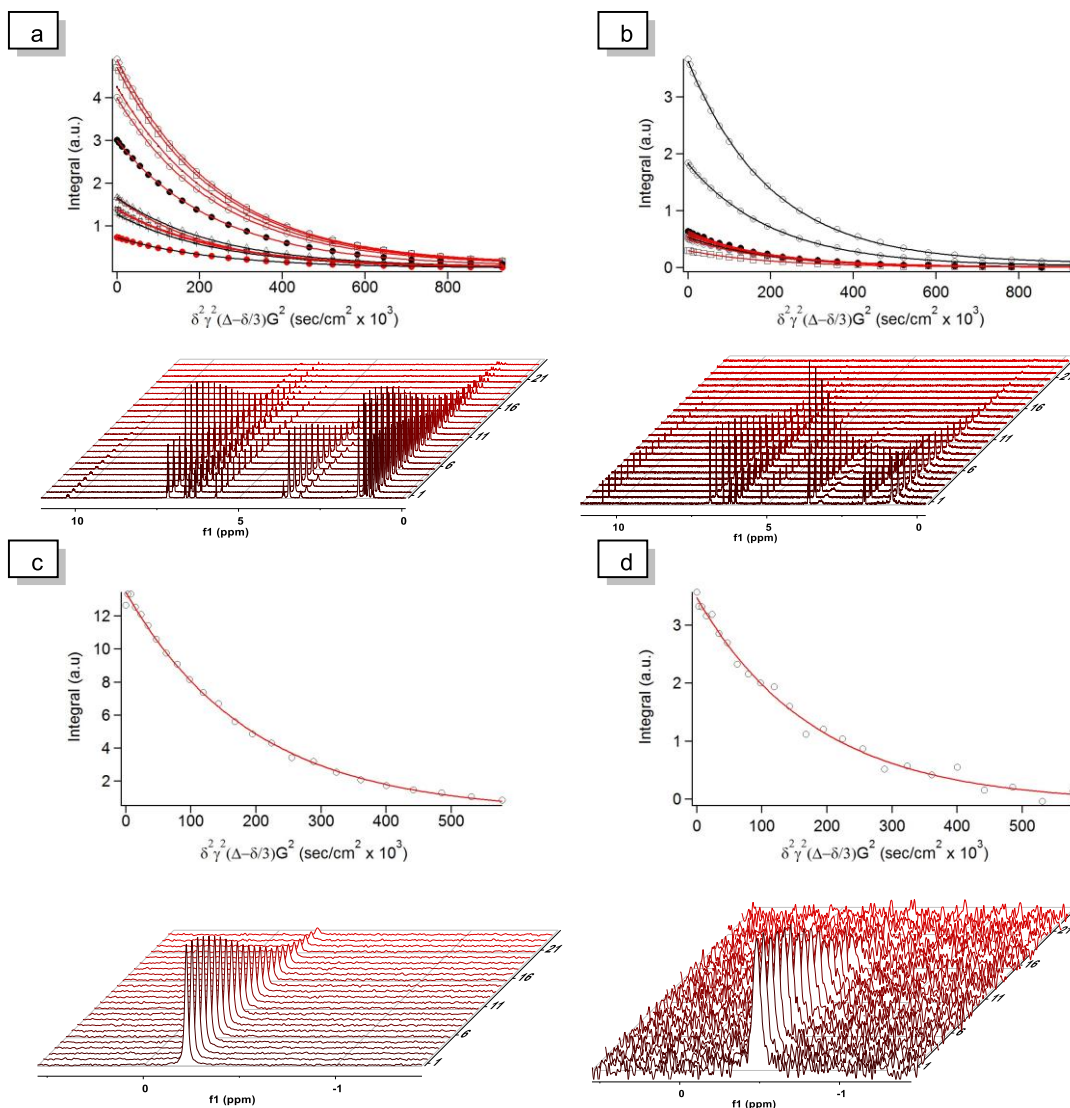 a
Integral (a.u.)
4
3
2
1
0 200 400 600 800
δ²γ²(Δ−δ/3)G² (sec/cm² x 10³)
21
16
11
6
1
10 5 0
f1 (ppm)
b
Integral (a.u)
3
2
1
0
0 200 400 600 800
δ²γ²(Δ−δ/3)G² (sec/cm² x 10³)
21
16
11
6
1
10 5 0
f1 (ppm)
c
Integral (a.u)
12
10
8
6
4
2
0 100 200 300 400 500
δ²γ²(Δ−δ/3)G² (sec/cm² x 10³)
21
16
11
6
1
0 -1
f1 (ppm)
d
Integral (a.u.)
3
2
1
0
0 100 200 300 400 500
δ²γ²(Δ−δ/3)G² (sec/cm² x 10³)
21
16
11
6
1
0 -1
f1 (ppm)